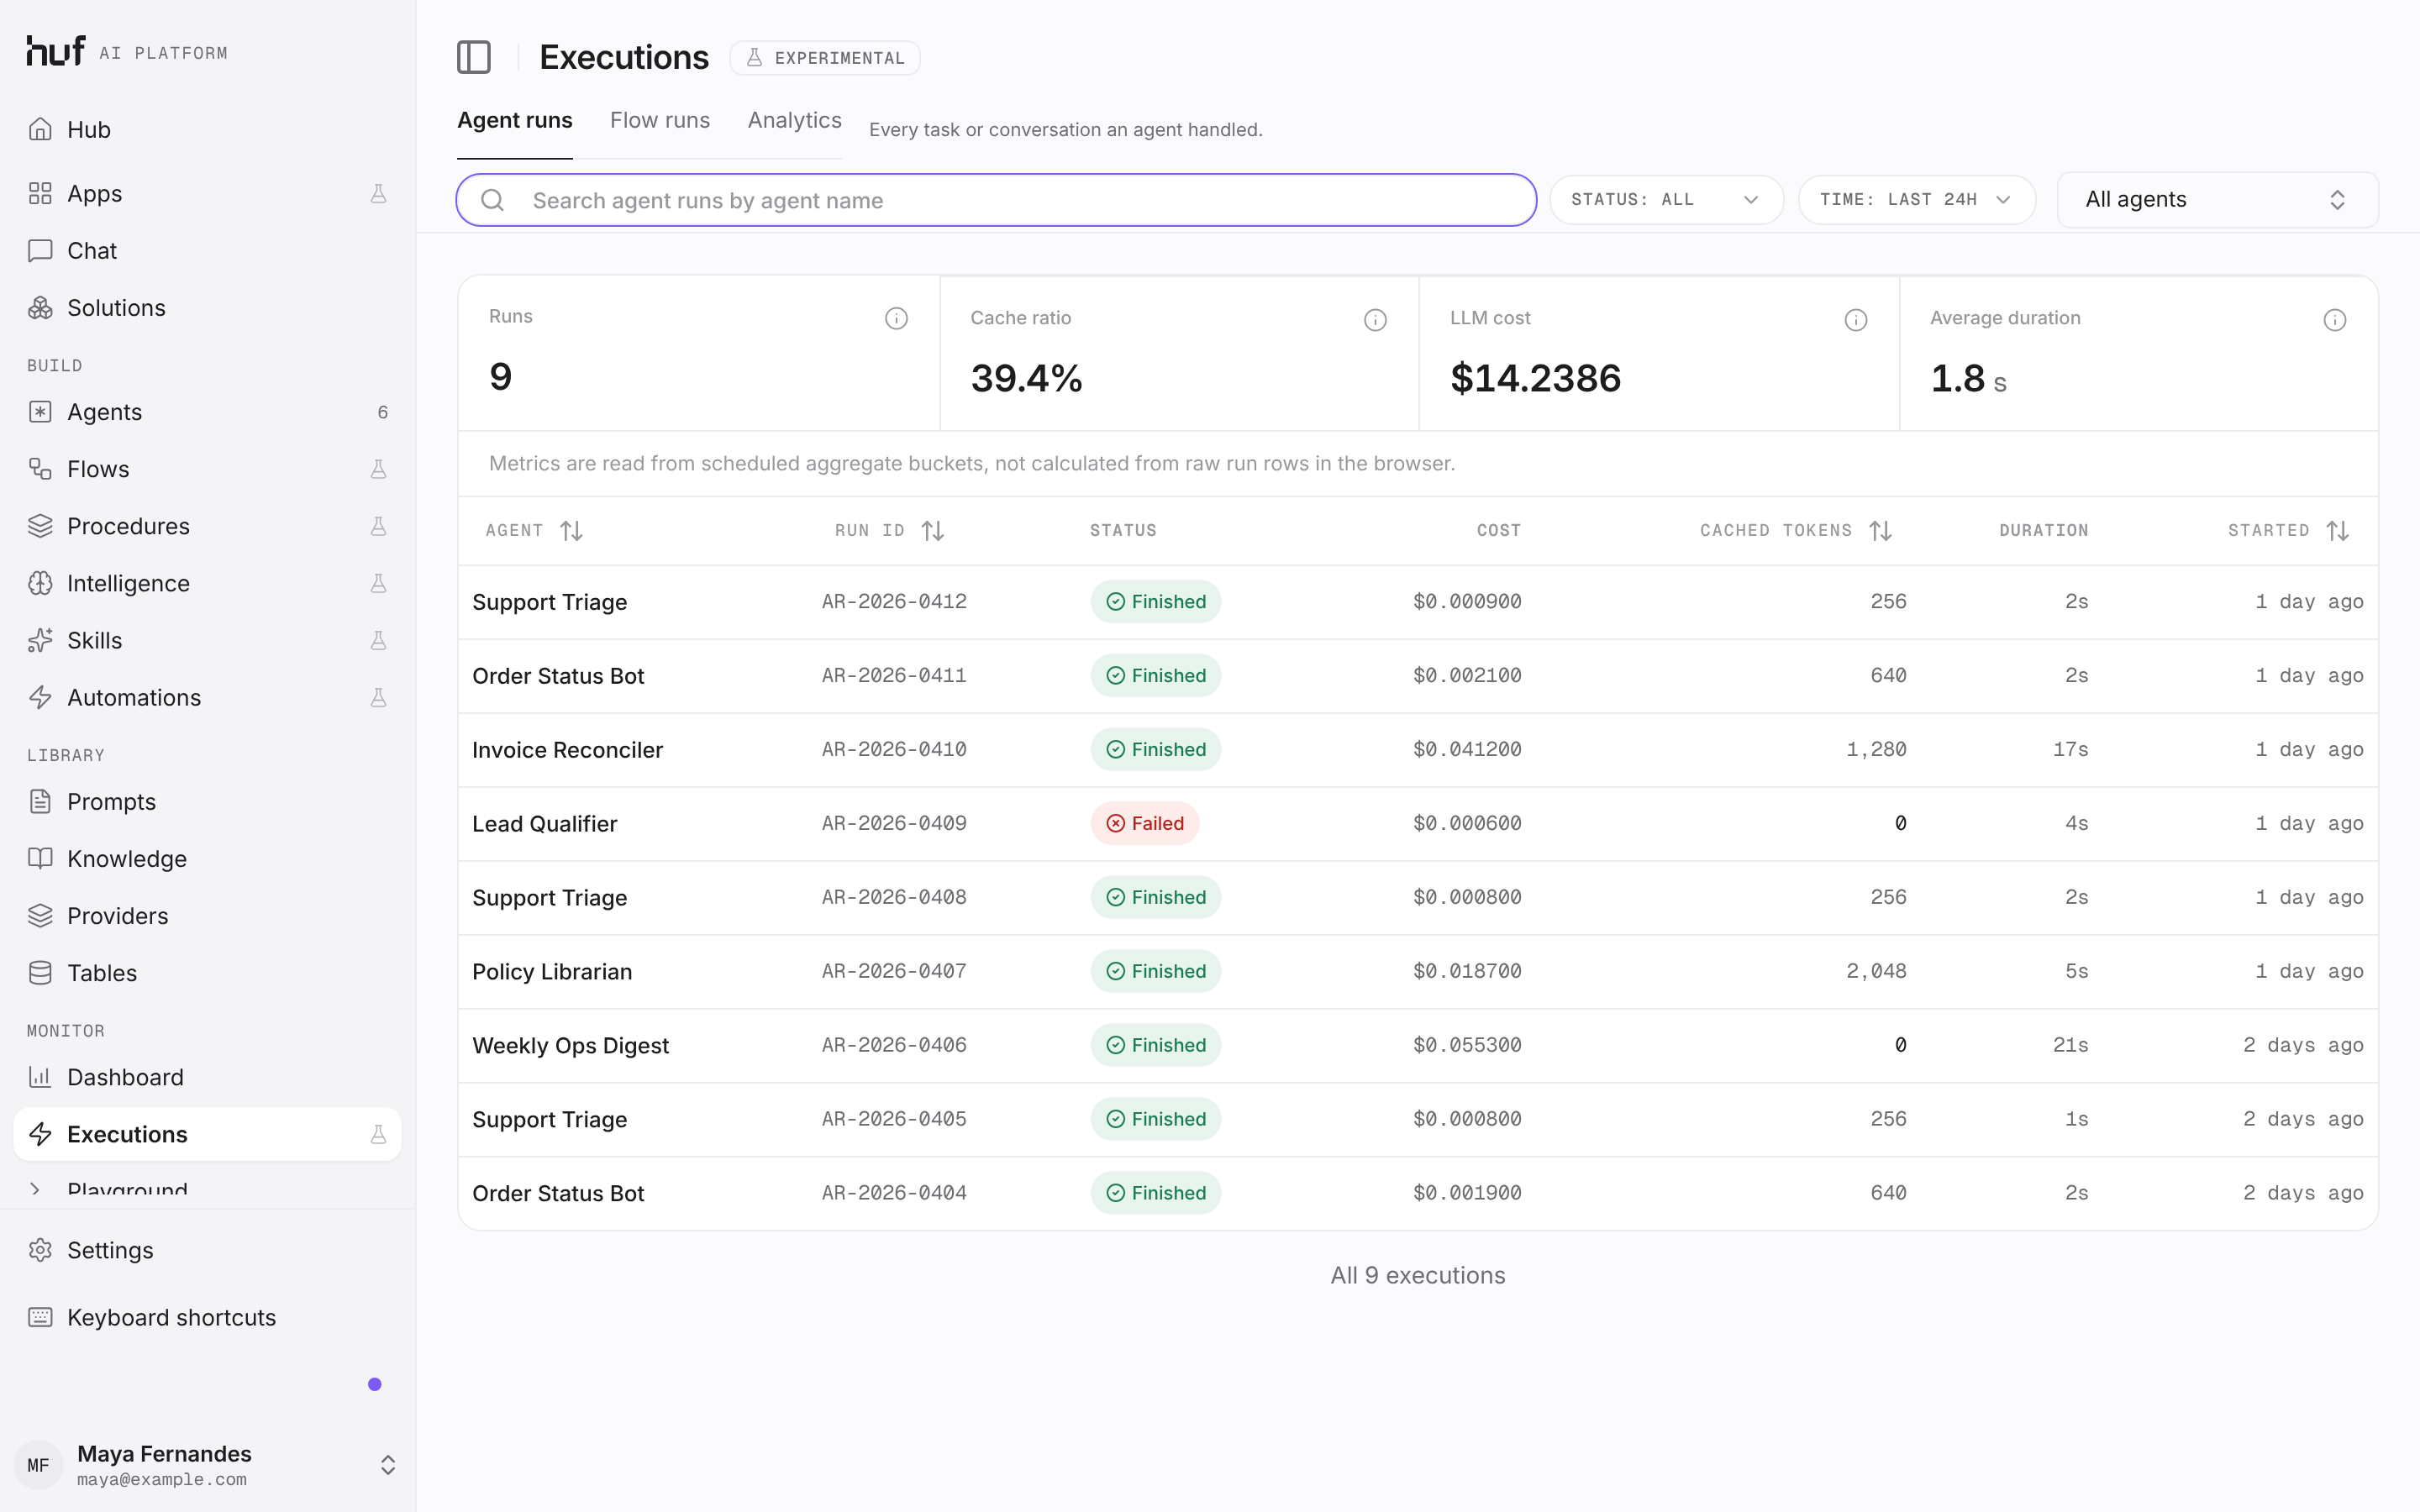 huf AI PLATFORM
Hub
Apps
Chat
Solutions
BUILD
Agents 6
Flows
Procedures
Intelligence
Skills
Automations
LIBRARY
Prompts
Knowledge
Providers
Tables
MONITOR
Dashboard
Executions
Playground
Settings
Keyboard shortcuts
MF Maya Fernandes
maya@example.com
Executions EXPERIMENTAL
Agent runs Flow runs Analytics Every task or conversation an agent handled.
Search agent runs by agent name STATUS: ALL TIME: LAST 24H All agents
Runs Cache ratio LLM cost Average duration
9 39.4% $14.2386 1.8 s
Metrics are read from scheduled aggregate buckets, not calculated from raw run rows in the browser.
AGENT RUN ID STATUS COST CACHED TOKENS DURATION STARTED
Support Triage AR-2026-0412 Finished $0.000900 256 2s 1 day ago
Order Status Bot AR-2026-0411 Finished $0.002100 640 2s 1 day ago
Invoice Reconciler AR-2026-0410 Finished $0.041200 1,280 17s 1 day ago
Lead Qualifier AR-2026-0409 Failed $0.000600 0 4s 1 day ago
Support Triage AR-2026-0408 Finished $0.000800 256 2s 1 day ago
Policy Librarian AR-2026-0407 Finished $0.018700 2,048 5s 1 day ago
Weekly Ops Digest AR-2026-0406 Finished $0.055300 0 21s 2 days ago
Support Triage AR-2026-0405 Finished $0.000800 256 1s 2 days ago
Order Status Bot AR-2026-0404 Finished $0.001900 640 2s 2 days ago
All 9 executions